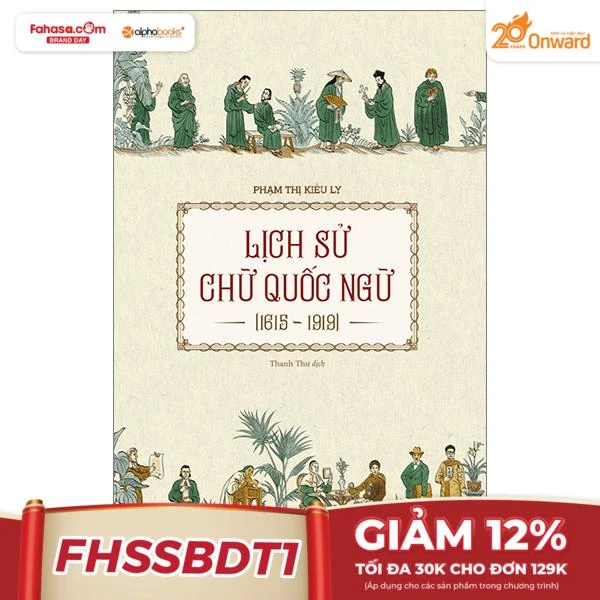 Fahasa.com
BRAND DAY
alphabooks
20 YEARS
Onward
PHẠM THỊ KIỀU LY
LỊCH SỬ
CHỮ QUỐC NGỮ
(1615 – 1919)
Thanh Thư dịch
FHSSBDT1
GIẢM 12%
TỐI ĐA 30K CHO ĐƠN 129K
(Áp dụng cho các sản phẩm trong chương trình)